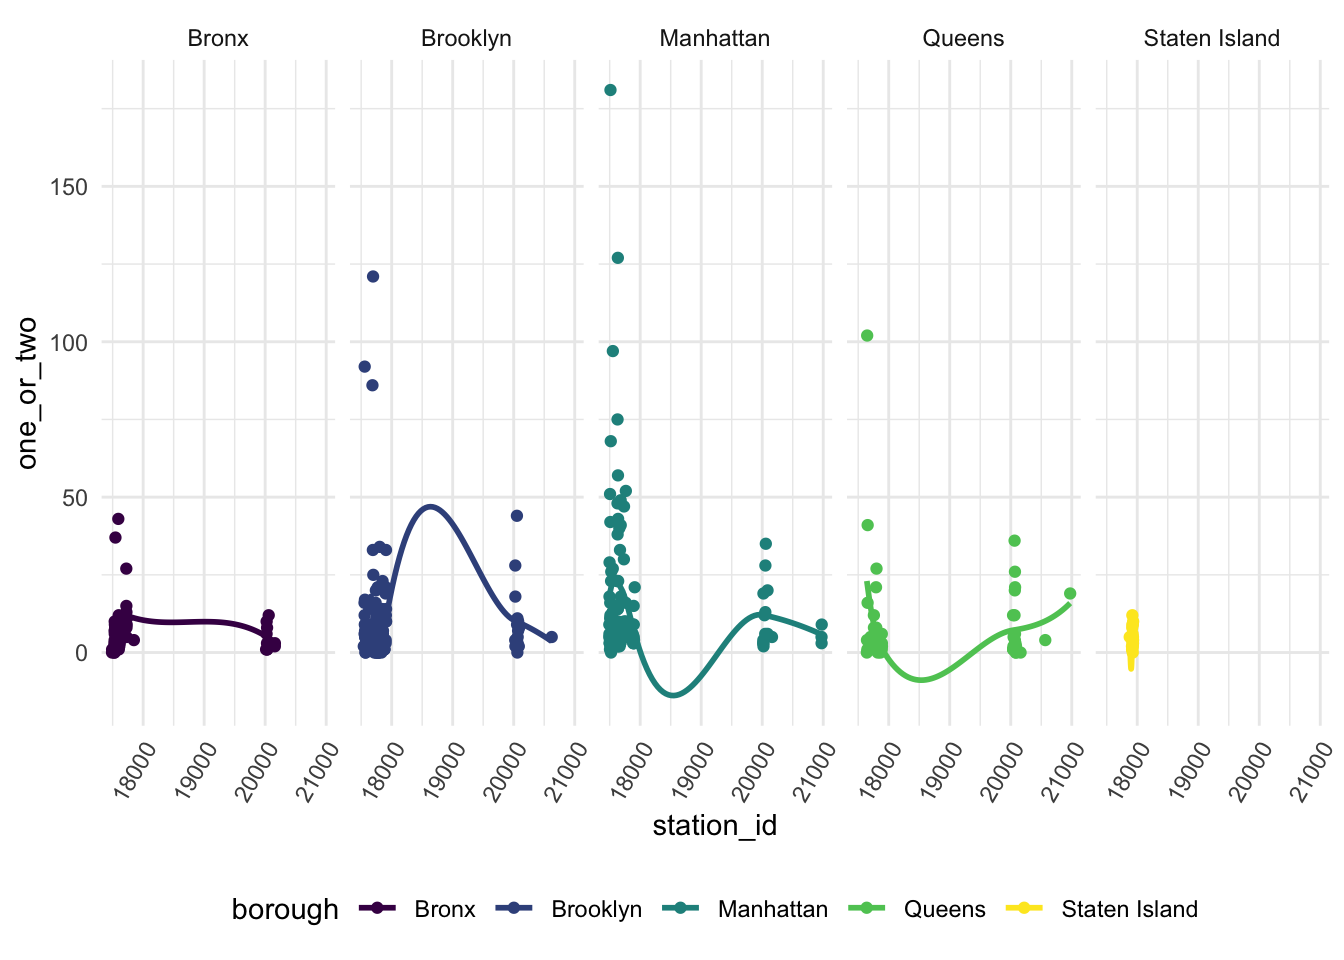 Bronx Brooklyn Manhattan Queens Staten Island
150
100
50
0
one_or_two
18000 19000 20000 21000 18000 19000 20000 21000 18000 19000 20000 21000 18000 19000 20000 21000 18000 19000 20000 21000
station_id
borough Bronx Brooklyn Manhattan Queens Staten Island